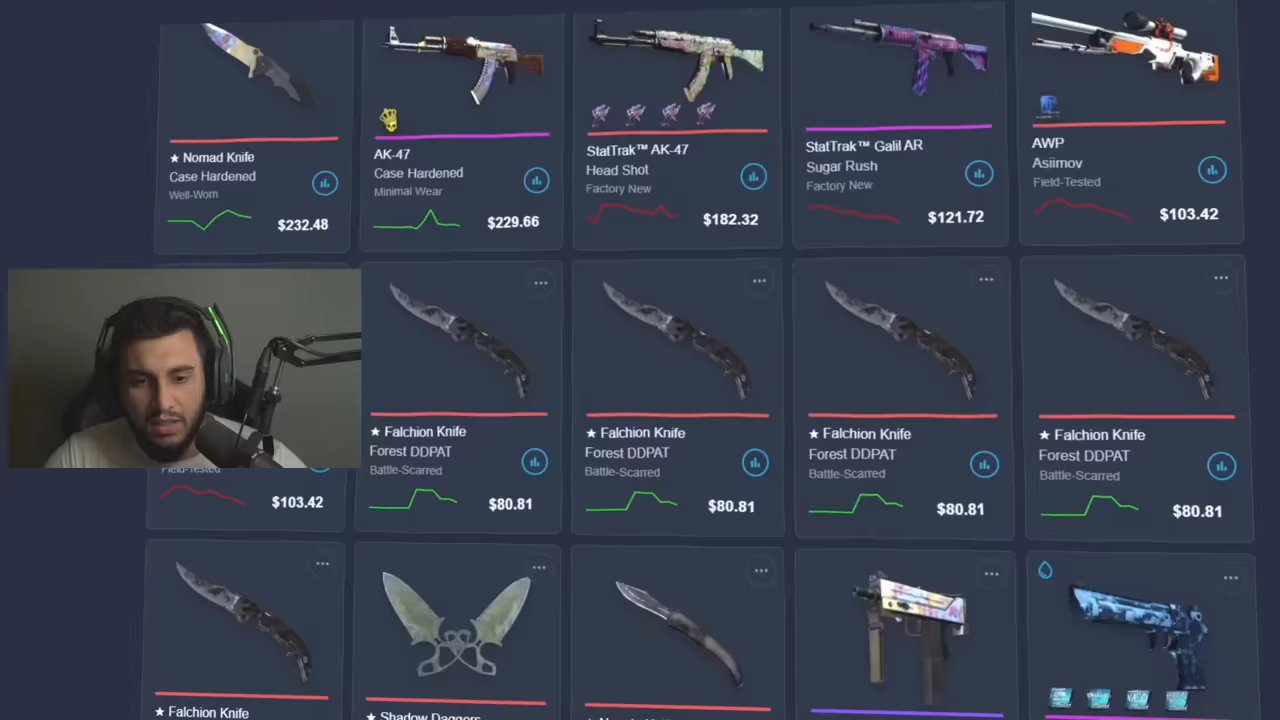 ★ Nomad Knife
Case Hardened
Well-Worn
$232.48
AK-47
Case Hardened
Minimal Wear
$229.66
StatTrak™ AK-47
Head Shot
Factory New
$182.32
StatTrak™ Galil AR
Sugar Rush
Factory New
$121.72
AWP
Asiimov
Field-Tested
$103.42
Field-Tested
$103.42
★ Falchion Knife
Forest DDPAT
Battle-Scarred
$80.81
★ Falchion Knife
Forest DDPAT
Battle-Scarred
$80.81
★ Falchion Knife
Forest DDPAT
Battle-Scarred
$80.81
★ Falchion Knife
Forest DDPAT
Battle-Scarred
$80.81
★ Falchion Knife
★ Shadow Daggers